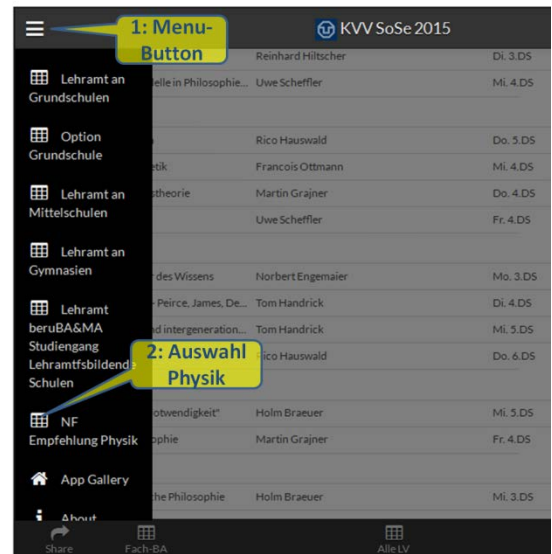 KVV SoSe 2015
1: Menu-
Button
Reinhard Hiltscher Di. 3.DS
Lehramt an
Grundschulen
elle in Philosophie... Uwe Scheffler Mi. 4.DS
Option
Grundschule
Rico Hauswald Do. 5.DS
etik Francois Ottmann Mi. 4.DS
Lehramt an
Mittelschulen
stheorie Martin Grajner Do. 4.DS
Uwe Scheffler Fr. 4.DS
Lehramt an
Gymnasien
des Wissens Norbert Engemaier Mo. 3.DS
Lehramt
beruBA&MA
Studiengang
Lehramtfsbildende
Schulen
- Peirce, James, De... Tom Handrick Di. 4.DS
nd intergeneration... Tom Handrick Mi. 5.DS
2: Auswahl
Physik
Rico Hauswald Do. 6.DS
NF
Empfehlung Physik
otwendigkeit" Holm Braeuer Mi. 5.DS
ophie Martin Grajner Fr. 4.DS
App Gallery
che Philosophie Holm Braeuer Mi. 3.DS
About
Share Fach-BA Alle LV